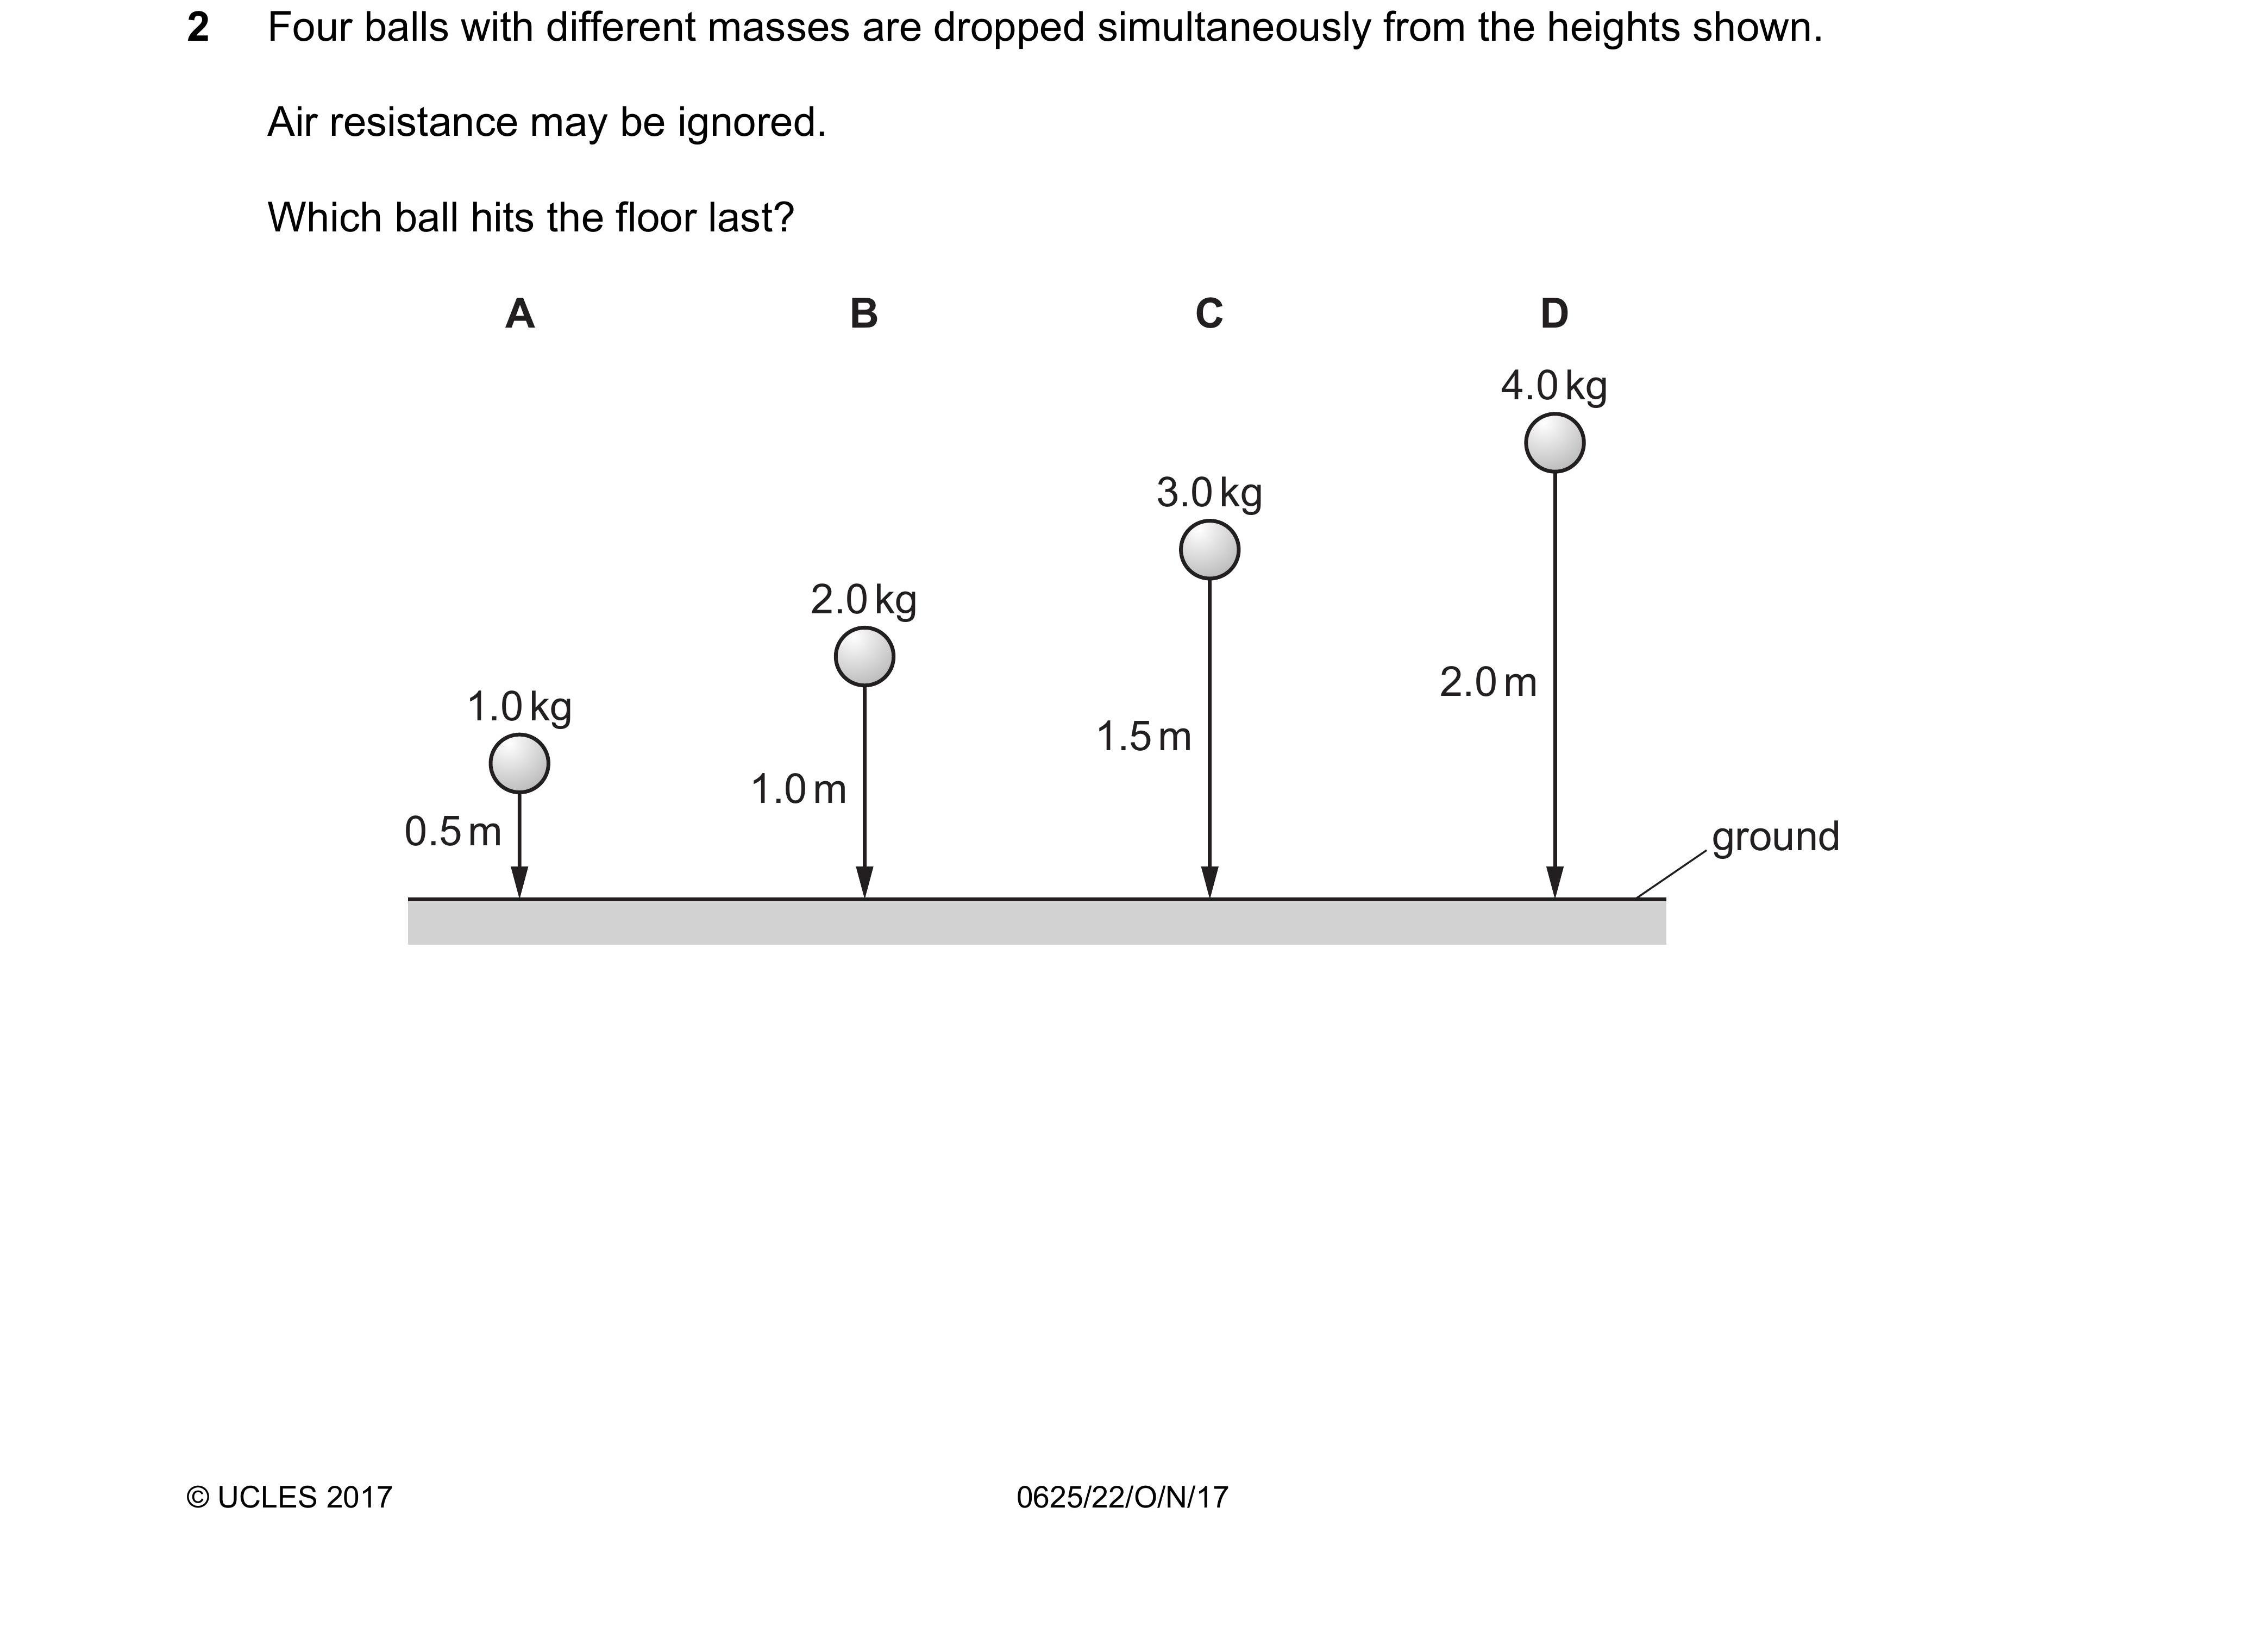 2 Four balls with different masses are dropped simultaneously from the heights shown.
Air resistance may be ignored.
Which ball hits the floor last?
A B C D
4.0 kg
3.0 kg
2.0 kg
2.0 m
1.0 kg
1.5 m
1.0 m
0.5 m
ground
© UCLES 2017 0625/22/O/N/17